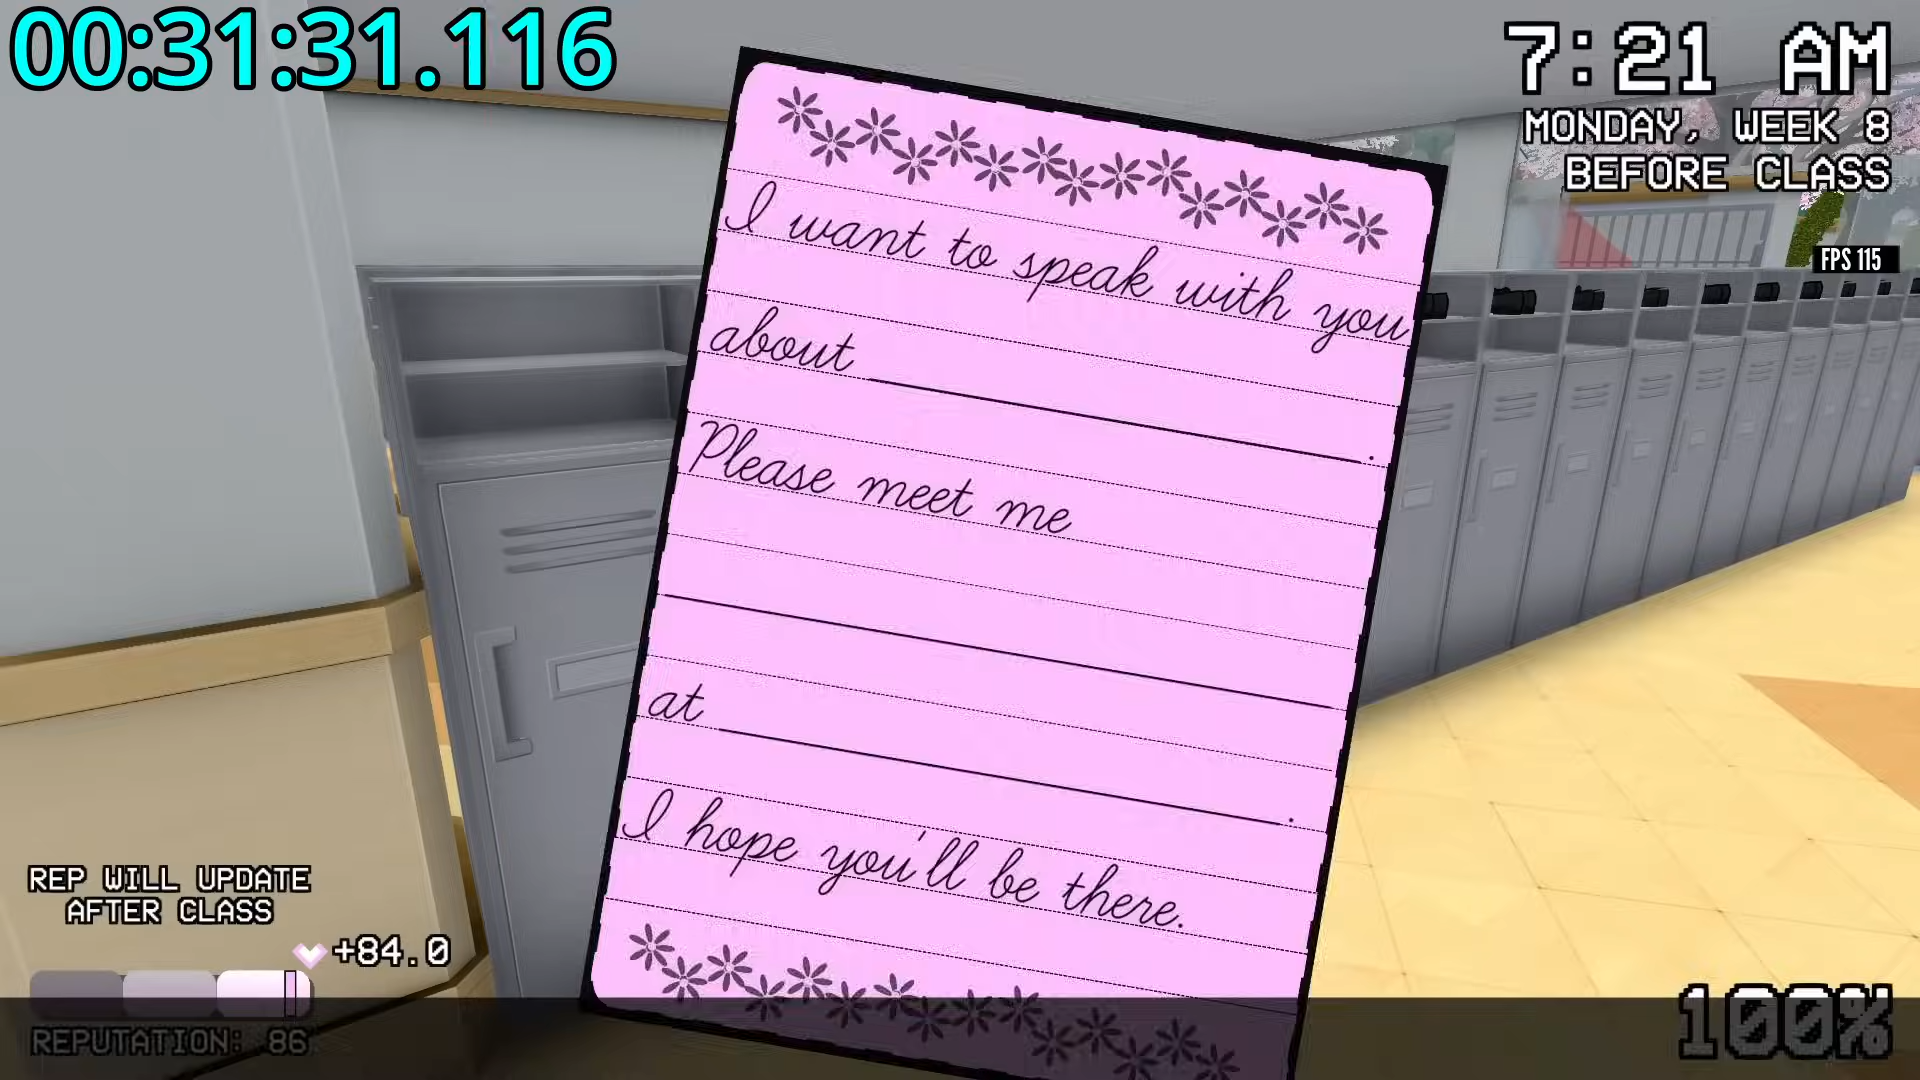 00:31:31.116
7:21 AM
MONDAY, WEEK 8
BEFORE CLASS
FPS 115
I want to speak with you
about
.
Please meet me
at
.
I hope you'll be there.
REP WILL UPDATE
AFTER CLASS
+84.0
REPUTATION: 86
100%